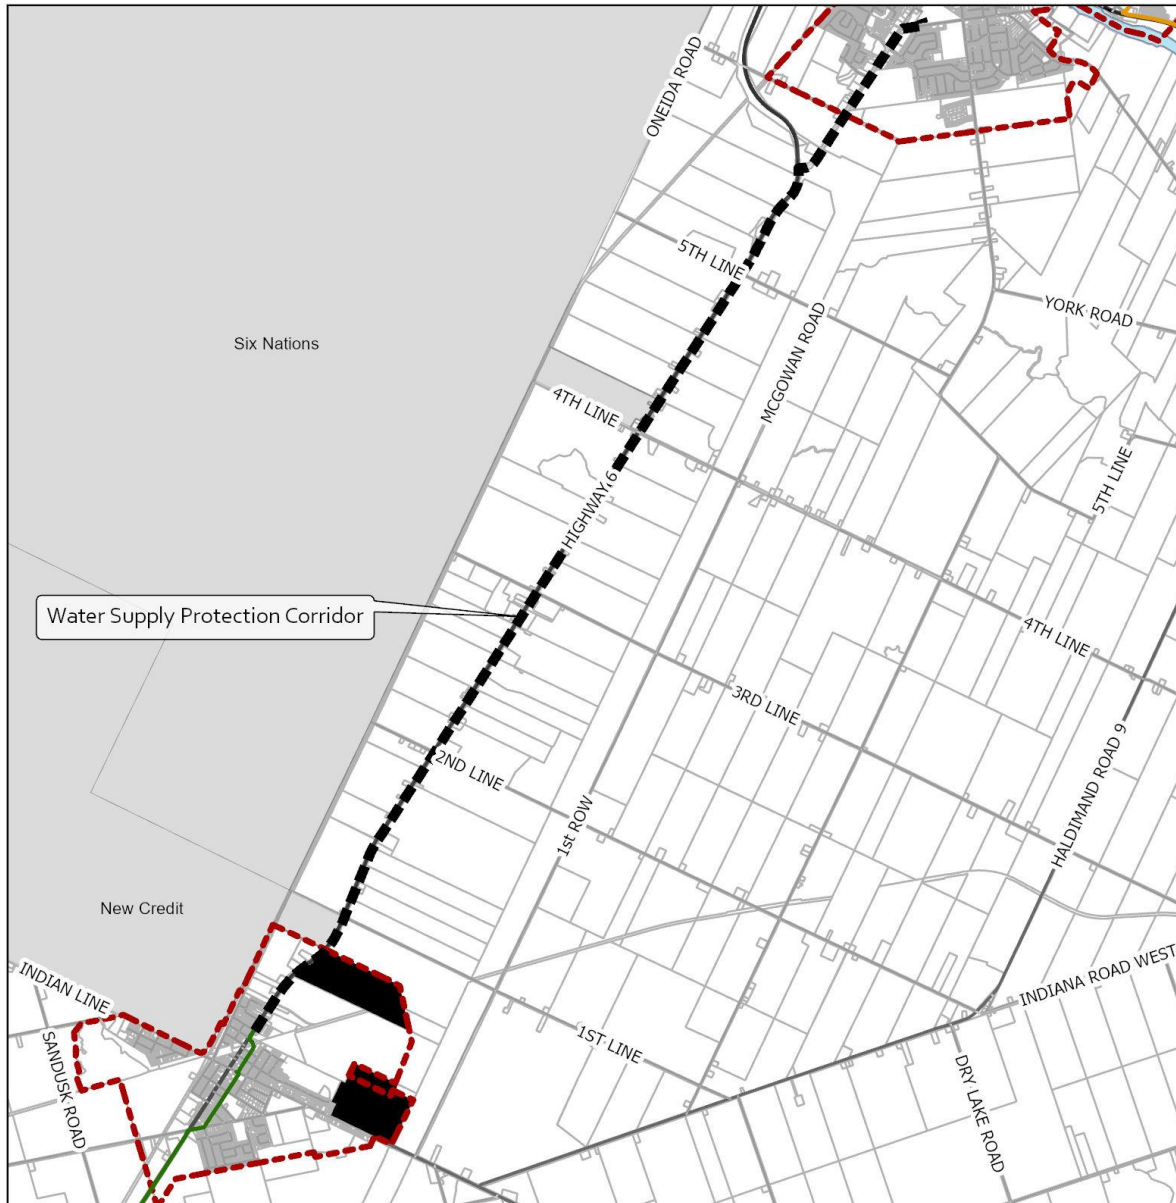 ONEIDA ROAD
5TH LINE
YORK ROAD
Six Nations
MCGOWAN ROAD
4TH LINE
5TH LINE
HIGHWAY 6
Water Supply Protection Corridor
4TH LINE
3RD LINE
2ND LINE
HALDIMAND ROAD 9
1st ROW
New Credit
INDIAN LINE
INDIANA ROAD WEST
SANDUSK ROAD
1ST LINE
DRY LAKE ROAD